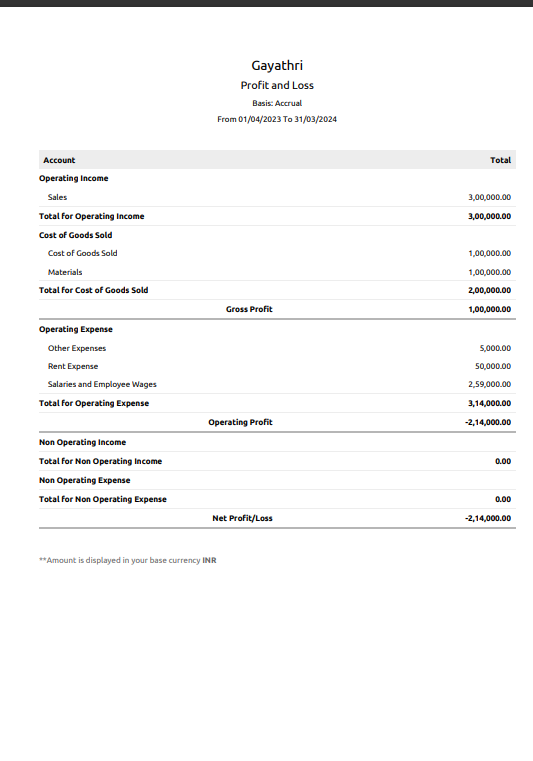 Gayathri
Profit and Loss
Basis: Accrual
From 01/04/2023 To 31/03/2024
Account Total
Operating Income
Sales 3,00,000.00
Total for Operating Income 3,00,000.00
Cost of Goods Sold
Cost of Goods Sold 1,00,000.00
Materials 1,00,000.00
Total for Cost of Goods Sold 2,00,000.00
Gross Profit 1,00,000.00
Operating Expense
Other Expenses 5,000.00
Rent Expense 50,000.00
Salaries and Employee Wages 2,59,000.00
Total for Operating Expense 3,14,000.00
Operating Profit -2,14,000.00
Non Operating Income
Total for Non Operating Income 0.00
Non Operating Expense
Total for Non Operating Expense 0.00
Net Profit/Loss -2,14,000.00
**Amount is displayed in your base currency INR